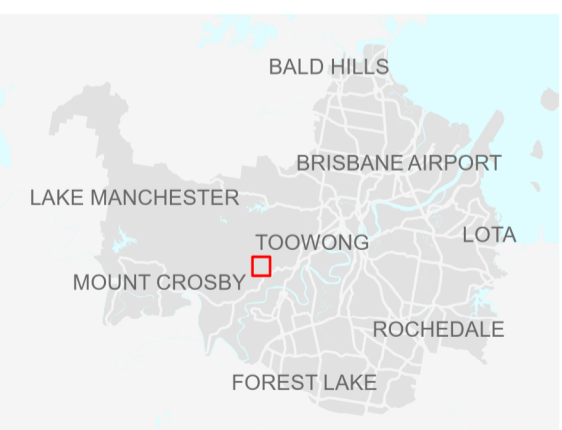 BALD HILLS
BRISBANE AIRPORT
LAKE MANCHESTER
TOOWONG
LOTA
MOUNT CROSBY
ROCHEDALE
FOREST LAKE